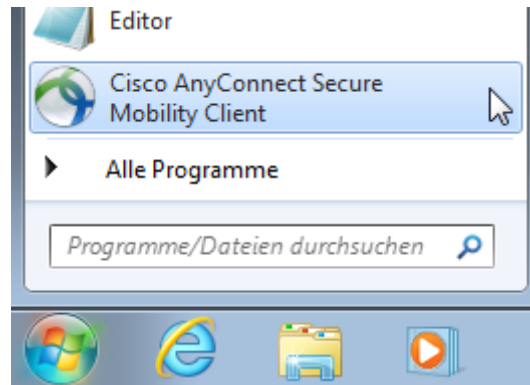 Editor
Cisco AnyConnect Secure
Mobility Client
Alle Programme
Programme/Dateien durchsuchen